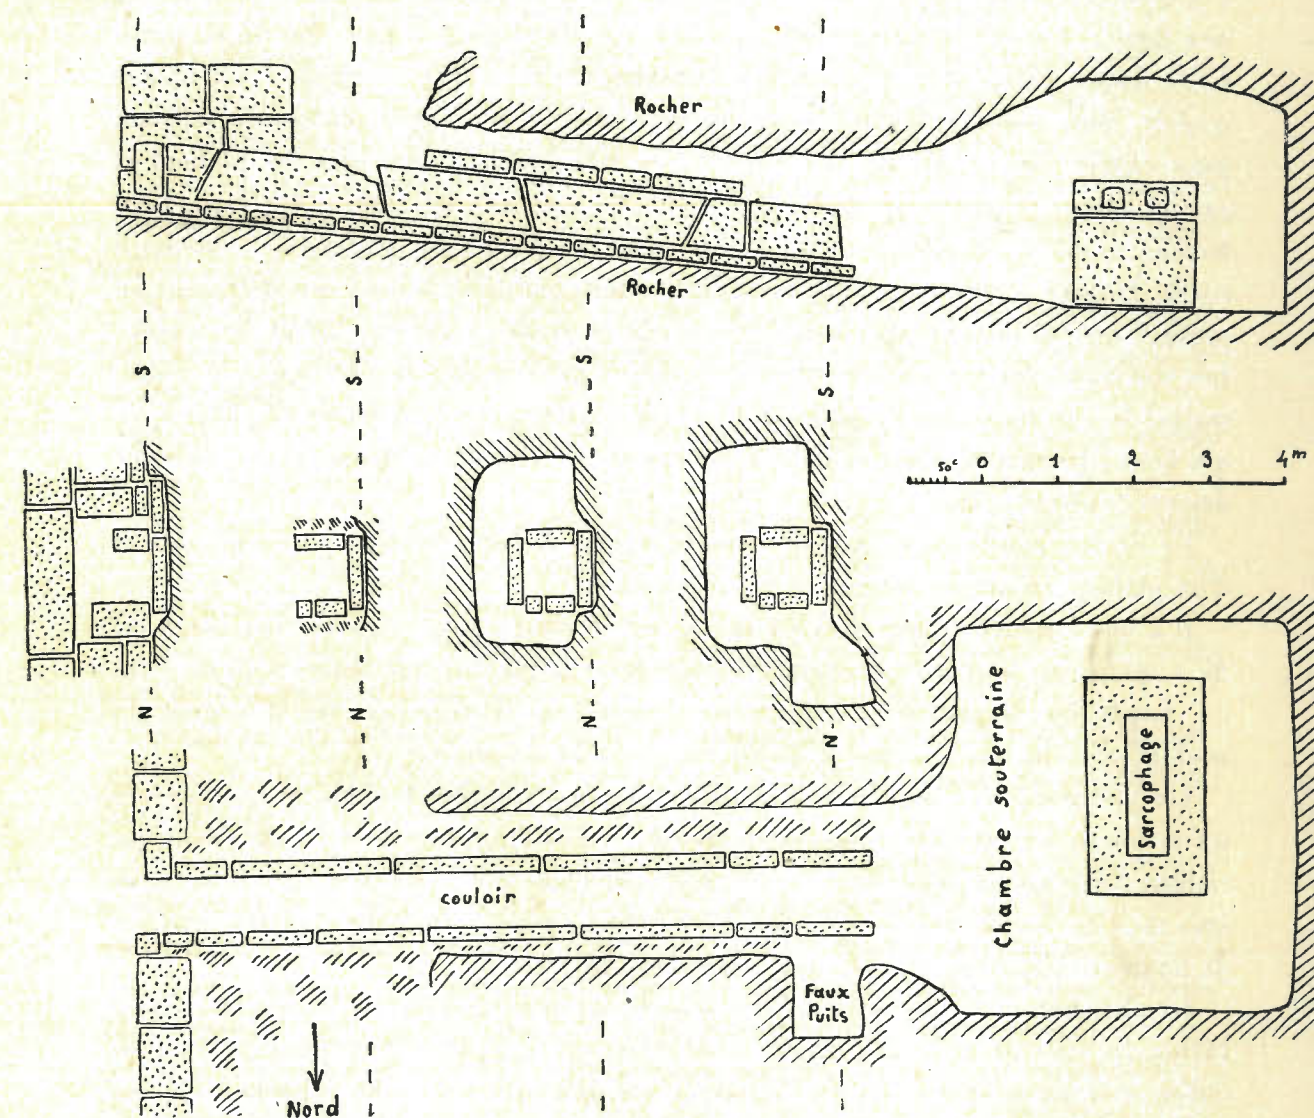 Rocher
Rocher
S
S
S
S
50c 0 1 2 3 4m
N
N
N
N
Chambre souterraine
Sarcophage
couloir
Faux
Puits
Nord